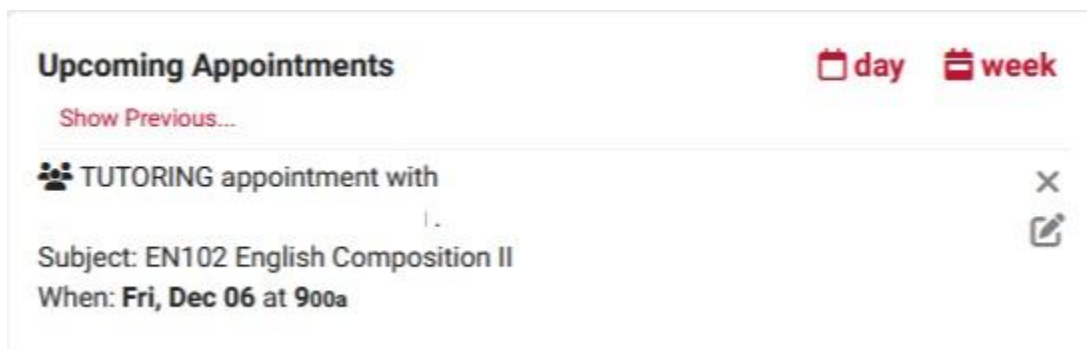 Upcoming Appointments day week
Show Previous...
TUTORING appointment with
Subject: EN102 English Composition II
When: Fri, Dec 06 at 900a